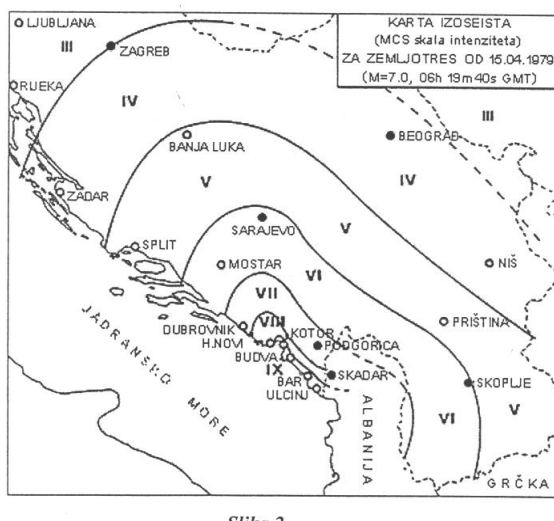 LJUBLJANA
III
ZAGREB
KARTA IZOSEISTA
(MCS skala intenziteta)
ZA ZEMLJOTRES OD 15.04.1979
(M=7.0, 06h 19m40s GMT)
RIJEKA
IV
III
BANJA LUKA
BEOGRAD
V
IV
ZADAR
SARAJEVO
V
SPLIT
MOSTAR
VI
NIŠ
VII
VIII
DUBROVNIK
H.NOVI
KOTOR
PRIŠTINA
BUDVA
PODGORICA
IX
BAR
SKADAR
SKOPLJE
ULCINJ
VI
V
JADRANSKO MORE
ALBANIJA
GRČKA